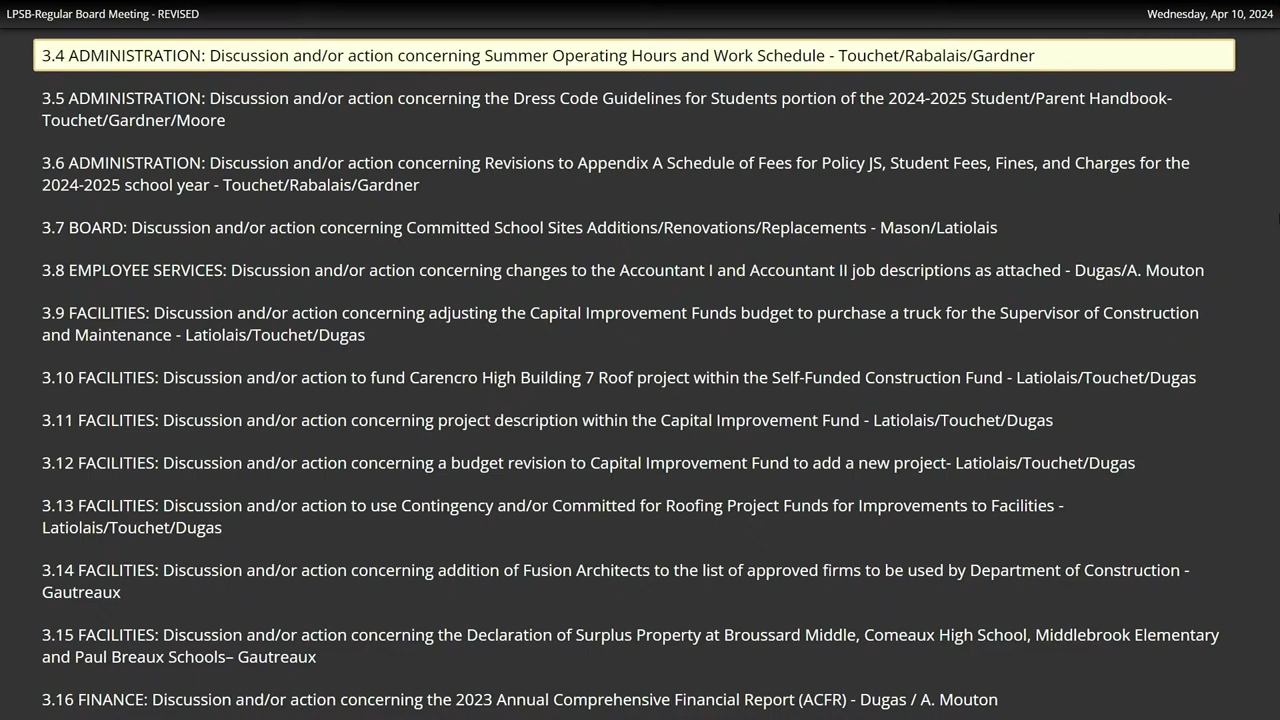 LPSB-Regular Board Meeting - REVISED
Wednesday, Apr 10, 2024
3.4 ADMINISTRATION: Discussion and/or action concerning Summer Operating Hours and Work Schedule - Touchet/Rabalais/Gardner
3.5 ADMINISTRATION: Discussion and/or action concerning the Dress Code Guidelines for Students portion of the 2024-2025 Student/Parent Handbook-
Touchet/Gardner/Moore
3.6 ADMINISTRATION: Discussion and/or action concerning Revisions to Appendix A Schedule of Fees for Policy JS, Student Fees, Fines, and Charges for the
2024-2025 school year - Touchet/Rabalais/Gardner
3.7 BOARD: Discussion and/or action concerning Committed School Sites Additions/Renovations/Replacements - Mason/Latiolais
3.8 EMPLOYEE SERVICES: Discussion and/or action concerning changes to the Accountant I and Accountant II job descriptions as attached - Dugas/A. Mouton
3.9 FACILITIES: Discussion and/or action concerning adjusting the Capital Improvement Funds budget to purchase a truck for the Supervisor of Construction
and Maintenance - Latiolais/Touchet/Dugas
3.10 FACILITIES: Discussion and/or action to fund Carencro High Building 7 Roof project within the Self-Funded Construction Fund - Latiolais/Touchet/Dugas
3.11 FACILITIES: Discussion and/or action concerning project description within the Capital Improvement Fund - Latiolais/Touchet/Dugas
3.12 FACILITIES: Discussion and/or action concerning a budget revision to Capital Improvement Fund to add a new project- Latiolais/Touchet/Dugas
3.13 FACILITIES: Discussion and/or action to use Contingency and/or Committed for Roofing Project Funds for Improvements to Facilities -
Latiolais/Touchet/Dugas
3.14 FACILITIES: Discussion and/or action concerning addition of Fusion Architects to the list of approved firms to be used by Department of Construction -
Gautreaux
3.15 FACILITIES: Discussion and/or action concerning the Declaration of Surplus Property at Broussard Middle, Comeaux High School, Middlebrook Elementary
and Paul Breaux Schools– Gautreaux
3.16 FINANCE: Discussion and/or action concerning the 2023 Annual Comprehensive Financial Report (ACFR) - Dugas / A. Mouton